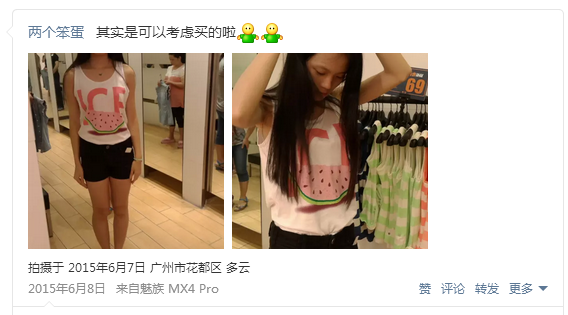 两个笨蛋 其实是可以考虑买的啦
ICE
ICE
69
拍摄于 2015年6月7日 广州市花都区 多云
2015年6月8日 来自魅族 MX4 Pro
赞 评论 转发 更多